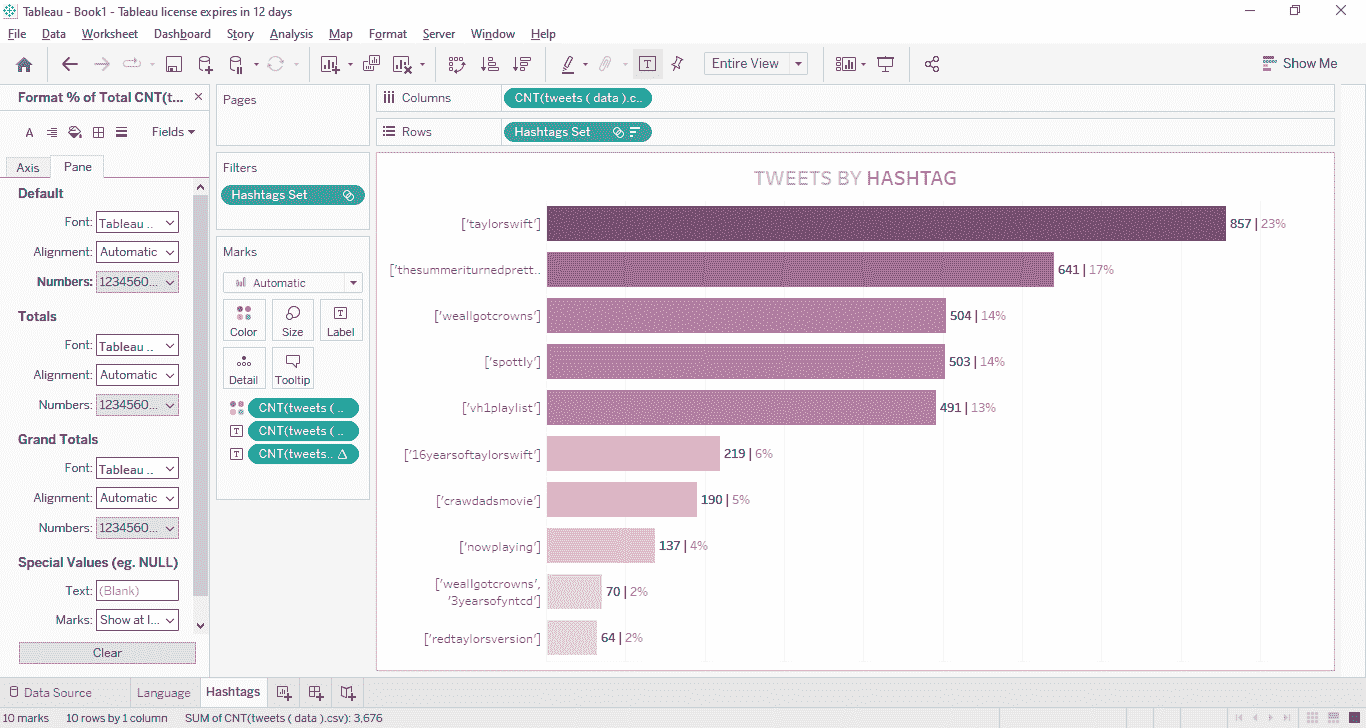 Tableau - Book1 - Tableau license expires in 12 days
File Data Worksheet Dashboard Story Analysis Map Format Server Window Help
Entire View
Show Me
Format % of Total CNT(t...
Fields
Axis Pane
Default
Font: Tableau ..
Alignment: Automatic
Numbers: 1234560...
Totals
Font: Tableau ..
Alignment: Automatic
Numbers: 1234560...
Grand Totals
Font: Tableau ..
Alignment: Automatic
Numbers: 1234560...
Special Values (eg. NULL)
Text: (Blank)
Marks: Show at I...
Clear
Pages
Filters
Hashtags Set
Marks
Automatic
Color Size Label
Detail Tooltip
CNT(tweets ( ..
CNT(tweets ( ..
CNT(tweets..
Columns CNT(tweets ( data ).c..
Rows Hashtags Set
TWEETS BY HASHTAG
['taylorswift'] 857 | 23%
['thesummeriturnedprett.. 641 | 17%
['weallgotcrowns'] 504 | 14%
['spottly'] 503 | 14%
['vh1playlist'] 491 | 13%
['16yearsoftaylorswift'] 219 | 6%
['crawdadsmovie'] 190 | 5%
['nowplaying'] 137 | 4%
['weallgotcrowns',
'3yearsofyntcd'] 70 | 2%
['redtaylorsversion'] 64 | 2%
Data Source Language Hashtags
10 marks 10 rows by 1 column SUM of CNT(tweets ( data ).csv): 3,676